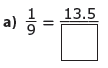 a) 1/9 = 13.5/□